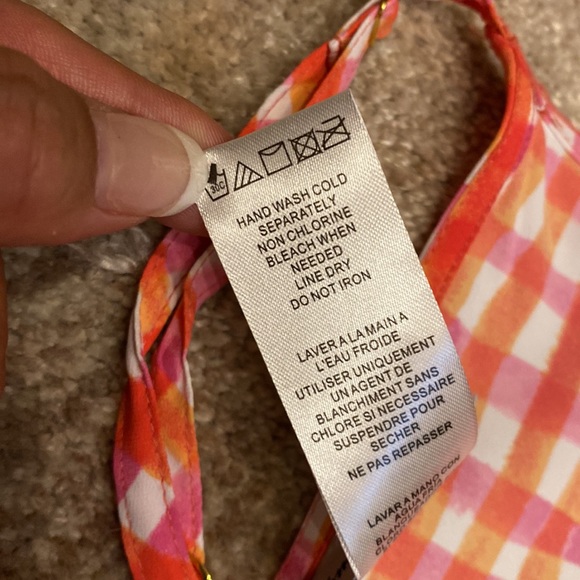 30C
HAND WASH COLD
SEPARATELY
NON CHLORINE
BLEACH WHEN
NEEDED
LINE DRY
DO NOT IRON
LAVER A LA MAIN A
L'EAU FROIDE
UTILISER UNIQUEMENT
UN AGENT DE
BLANCHIMENT SANS
CHLORE SI NECESSAIRE
SUSPENDRE POUR
SECHER
NE PAS REPASSER
LAVAR A MANO CON
AGUA